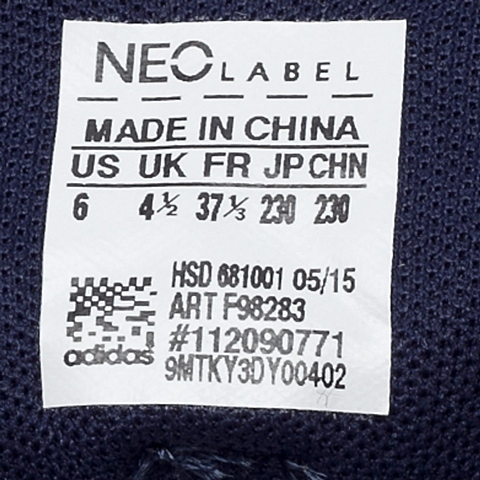 NEO LABEL
MADE IN CHINA
US UK FR JP CHN
6 4½ 37⅓ 230 230
HSD 681001 05/15
ART F98283
#112090771
adidas 9MTKY3DY00402